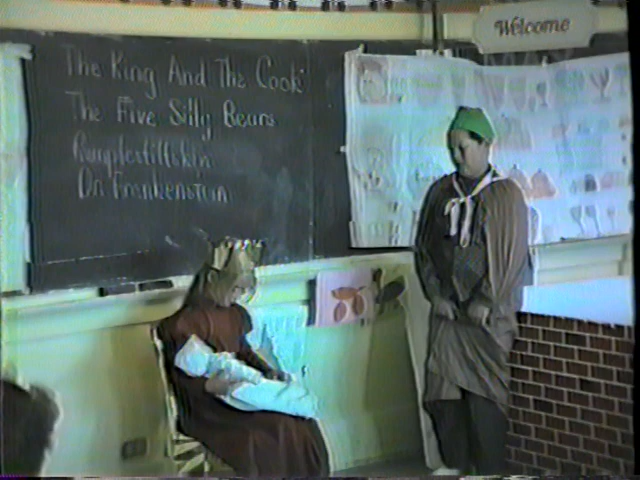 Welcome
The King And The Cook
The Five Silly Bears
Rumplestiltskin
Dr. Frankenstein